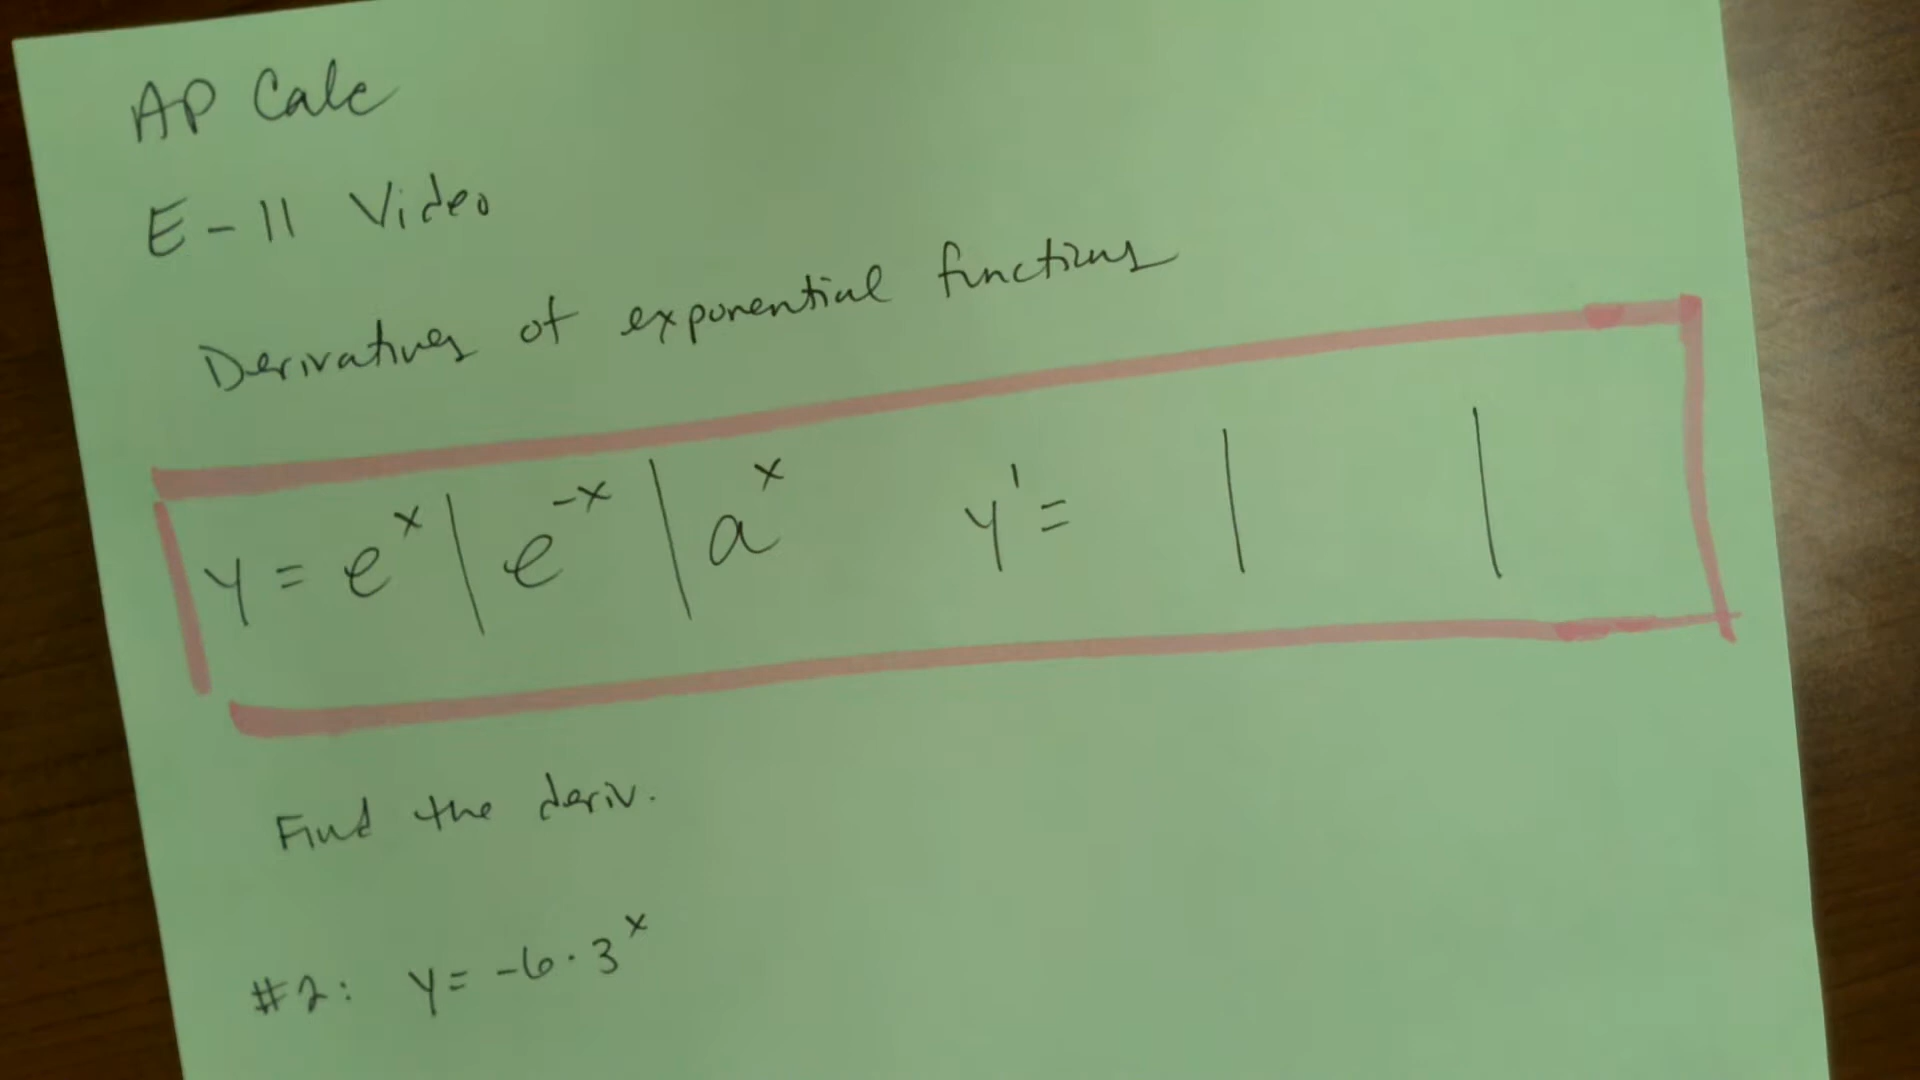 AP Calc
E-11 Video
Derivatives of exponential functions
y = e^x | e^-x | a^x    y' =    |    |
Find the deriv.
#2: y = -6 · 3^x